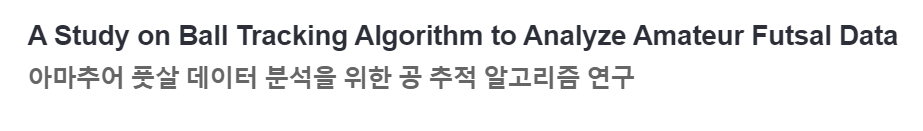 A Study on Ball Tracking Algorithm to Analyze Amateur Futsal Data
아마추어 풋살 데이터 분석을 위한 공 추적 알고리즘 연구